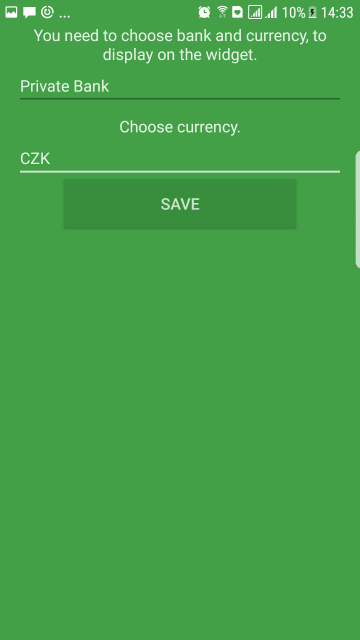 ... 10% 14:33
You need to choose bank and currency, to
display on the widget.
Private Bank
Choose currency.
CZK
SAVE